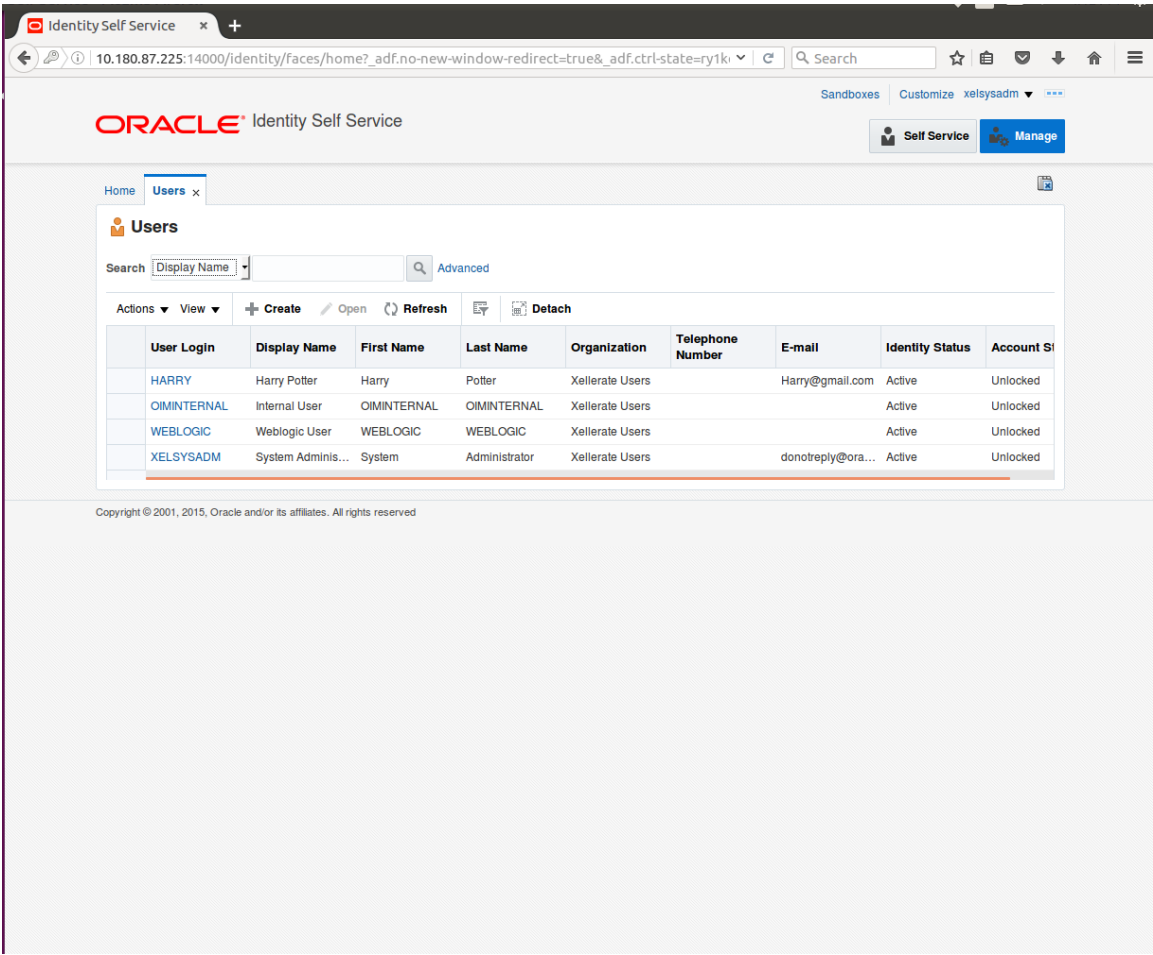 Identity Self Service × +
10.180.87.225:14000/identity/faces/home?_adf.no-new-window-redirect=true&_adf.ctrl-state=ry1k Search
Sandboxes Customize xelsysadm
ORACLE® Identity Self Service
Self Service Manage
Home Users x
Users
Search Display Name Advanced
Actions View Create Open Refresh Detach
User Login Display Name First Name Last Name Organization Telephone Number E-mail Identity Status Account St
HARRY Harry Potter Harry Potter Xellerate Users Harry@gmail.com Active Unlocked
OIMINTERNAL Internal User OIMINTERNAL OIMINTERNAL Xellerate Users Active Unlocked
WEBLOGIC Weblogic User WEBLOGIC WEBLOGIC Xellerate Users Active Unlocked
XELSYSADM System Adminis... System Administrator Xellerate Users donotreply@ora... Active Unlocked
Copyright © 2001, 2015, Oracle and/or its affiliates. All rights reserved